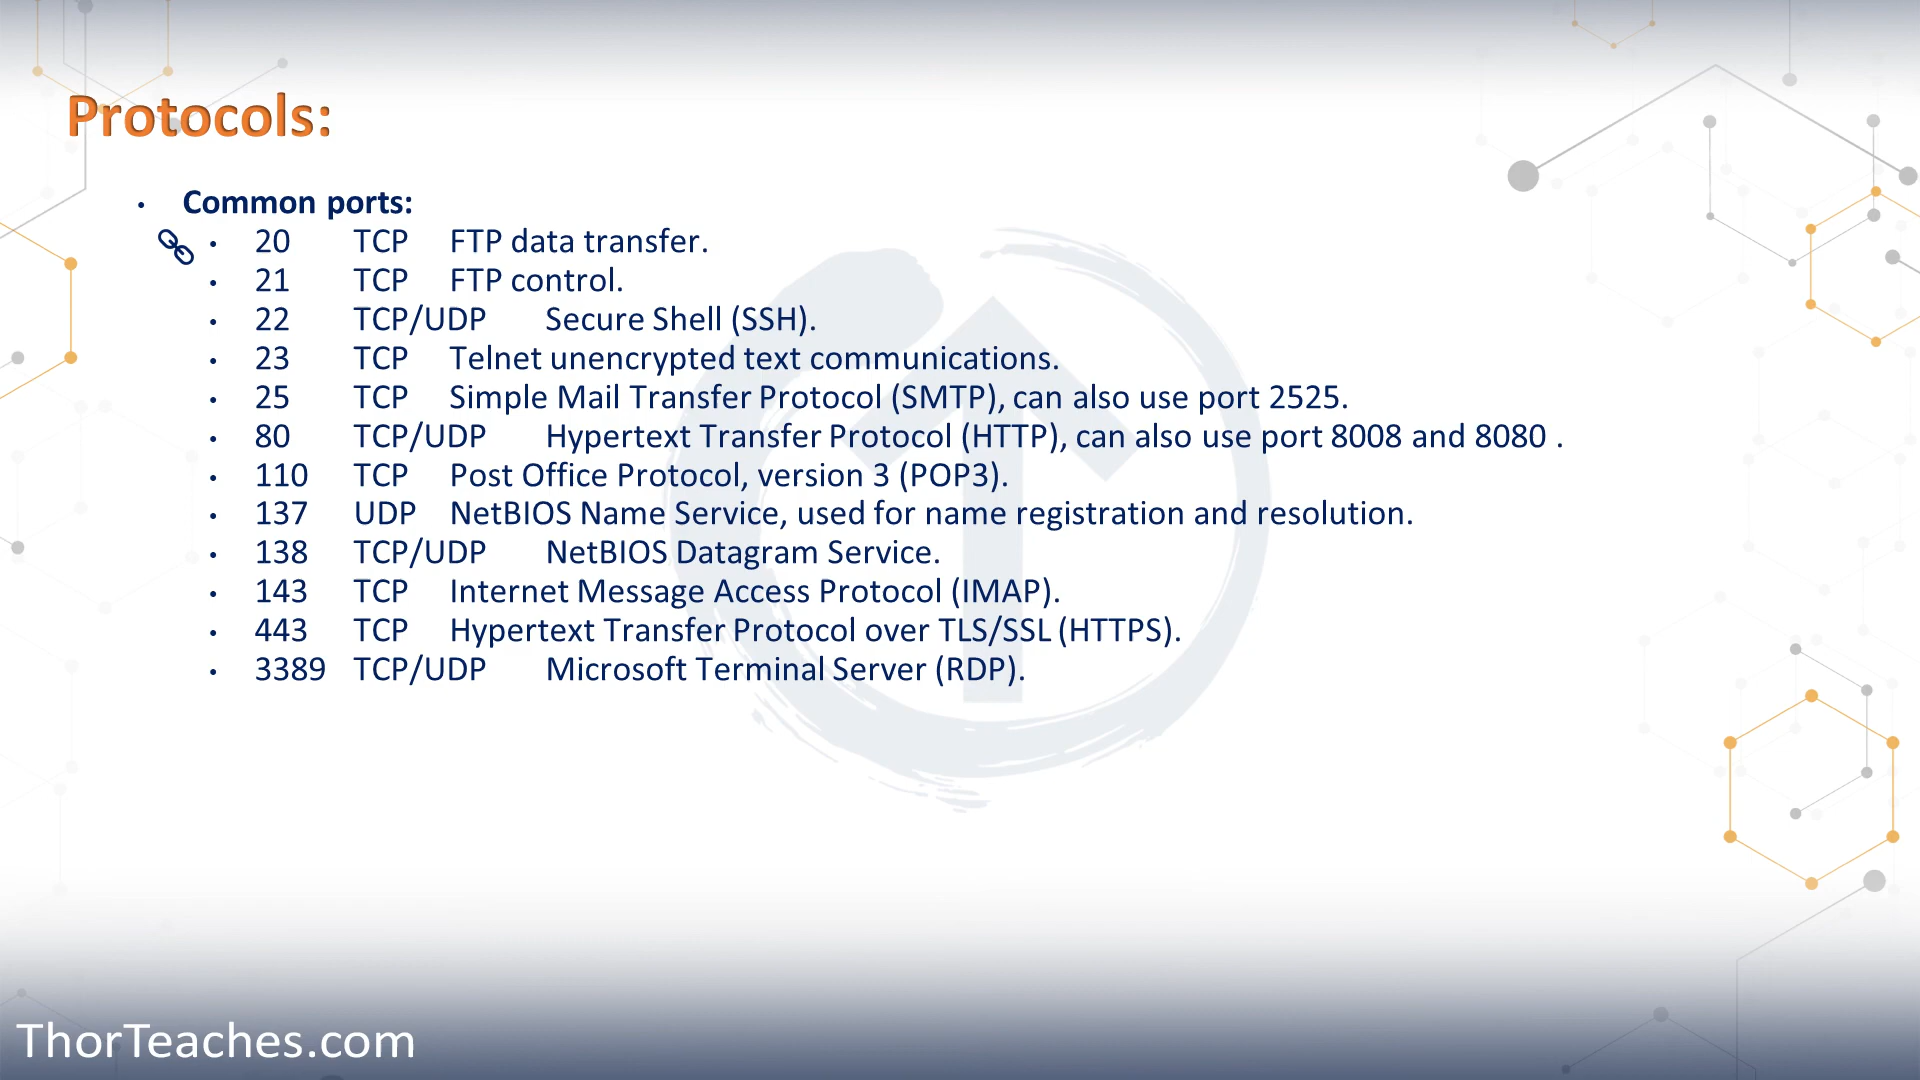 Protocols:
• Common ports:
• 20 TCP FTP data transfer.
• 21 TCP FTP control.
• 22 TCP/UDP Secure Shell (SSH).
• 23 TCP Telnet unencrypted text communications.
• 25 TCP Simple Mail Transfer Protocol (SMTP), can also use port 2525.
• 80 TCP/UDP Hypertext Transfer Protocol (HTTP), can also use port 8008 and 8080 .
• 110 TCP Post Office Protocol, version 3 (POP3).
• 137 UDP NetBIOS Name Service, used for name registration and resolution.
• 138 TCP/UDP NetBIOS Datagram Service.
• 143 TCP Internet Message Access Protocol (IMAP).
• 443 TCP Hypertext Transfer Protocol over TLS/SSL (HTTPS).
• 3389 TCP/UDP Microsoft Terminal Server (RDP).
ThorTeaches.com